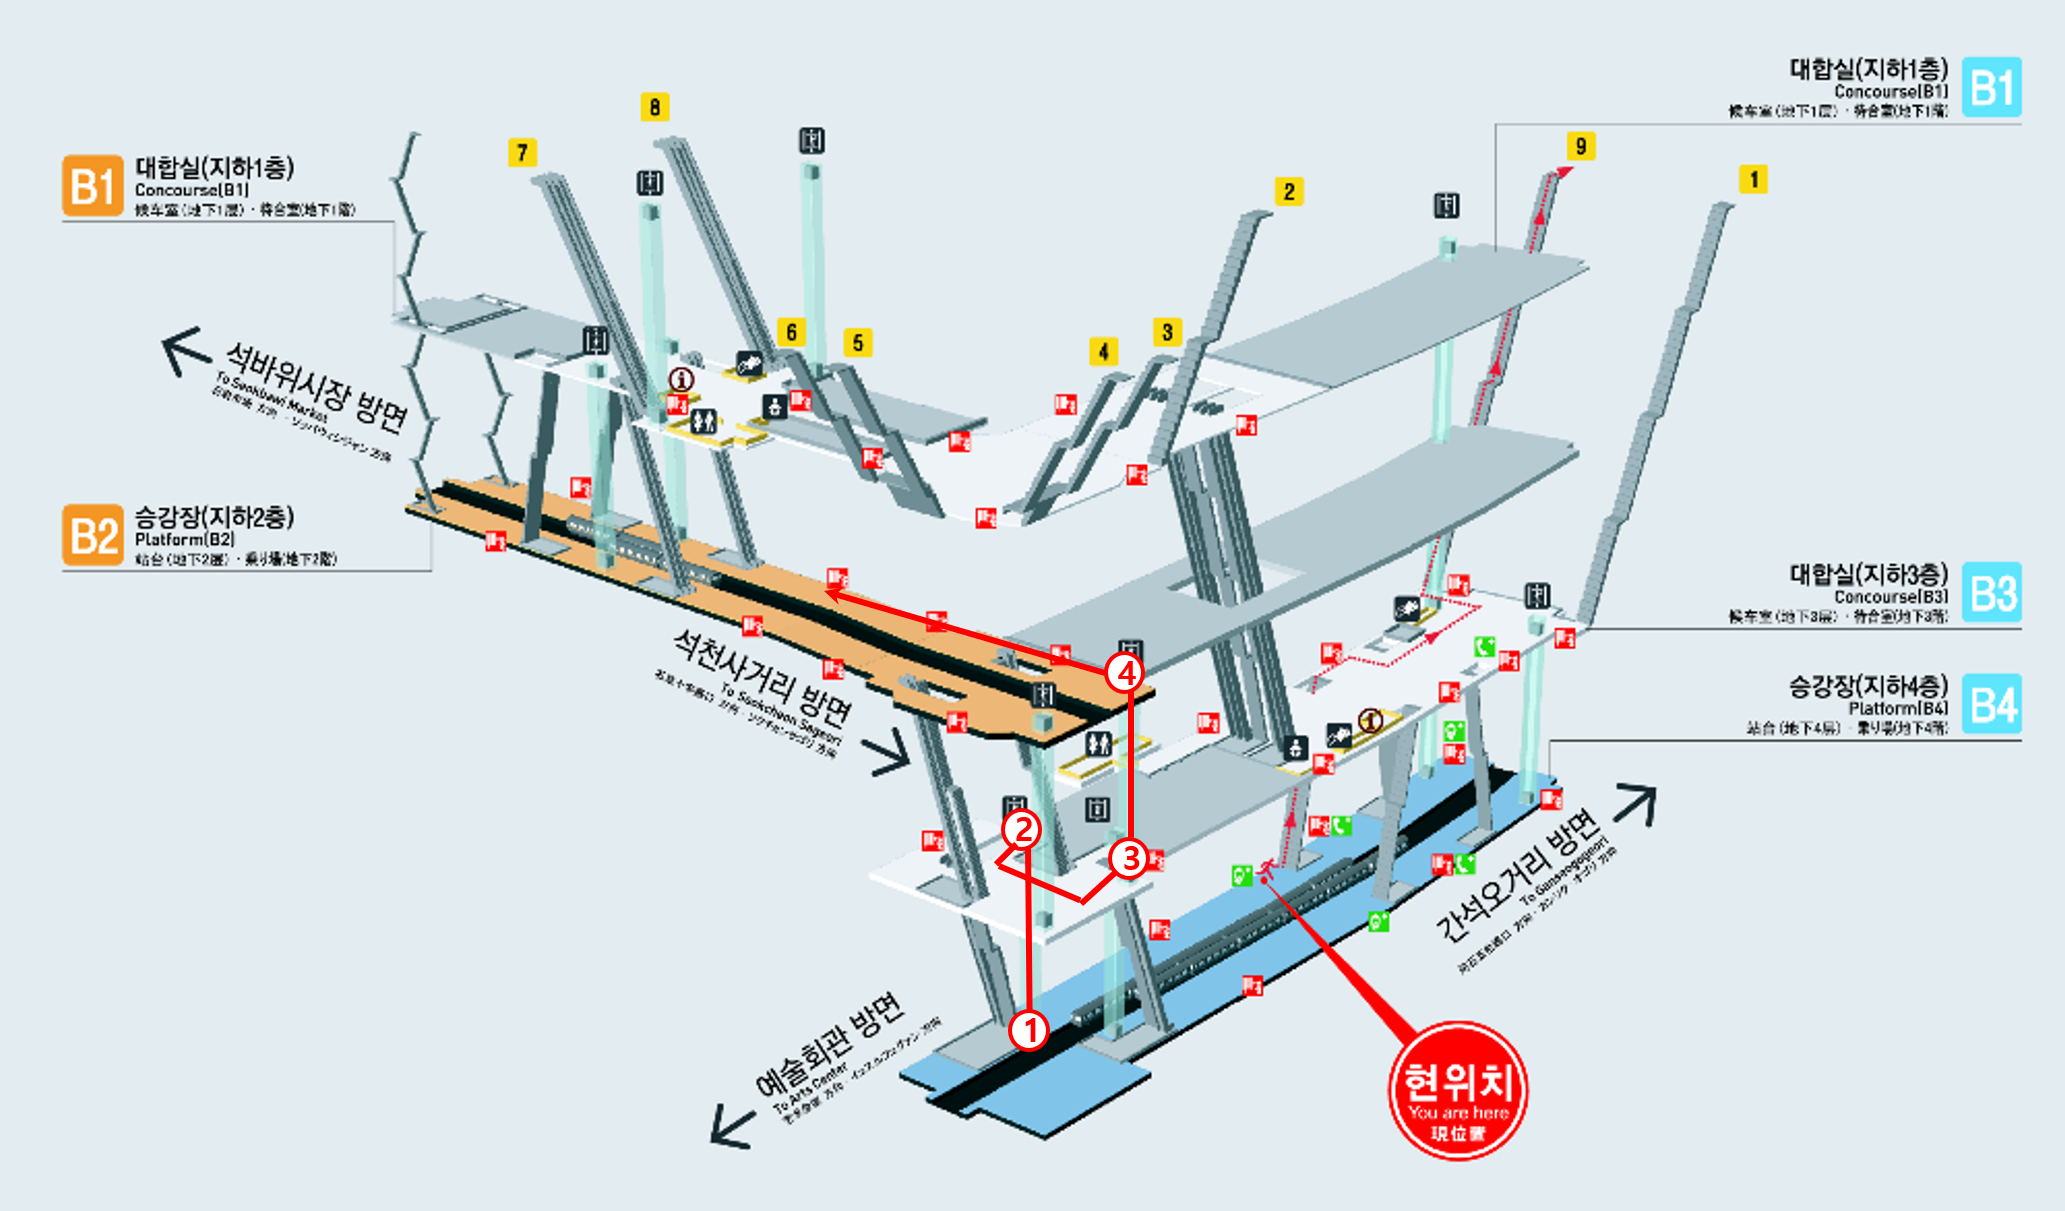 8
7
9
2
1
6
5
4
3
B1
대합실(지하1층)
Concourse(B1)
候车室(地下1层)·待合室(地下1階)
B1
대합실(지하1층)
Concourse(B1)
候车室(地下1层)·待合室(地下1階)
석바위시장 방면
To Seokbawi Market
B2
승강장(지하2층)
Platform(B2)
站台(地下2层)·乗り場(地下2階)
석천사거리 방면
To Seokcheon Sageori
B3
대합실(지하3층)
Concourse(B3)
候车室(地下3层)·待合室(地下3階)
B4
승강장(지하4층)
Platform(B4)
站台(地下4层)·乗り場(地下4階)
④
②
③
①
간석오거리 방면
To Ganseogogeori
예술회관 방면
To Arts Center
현위치
You are here
現位置